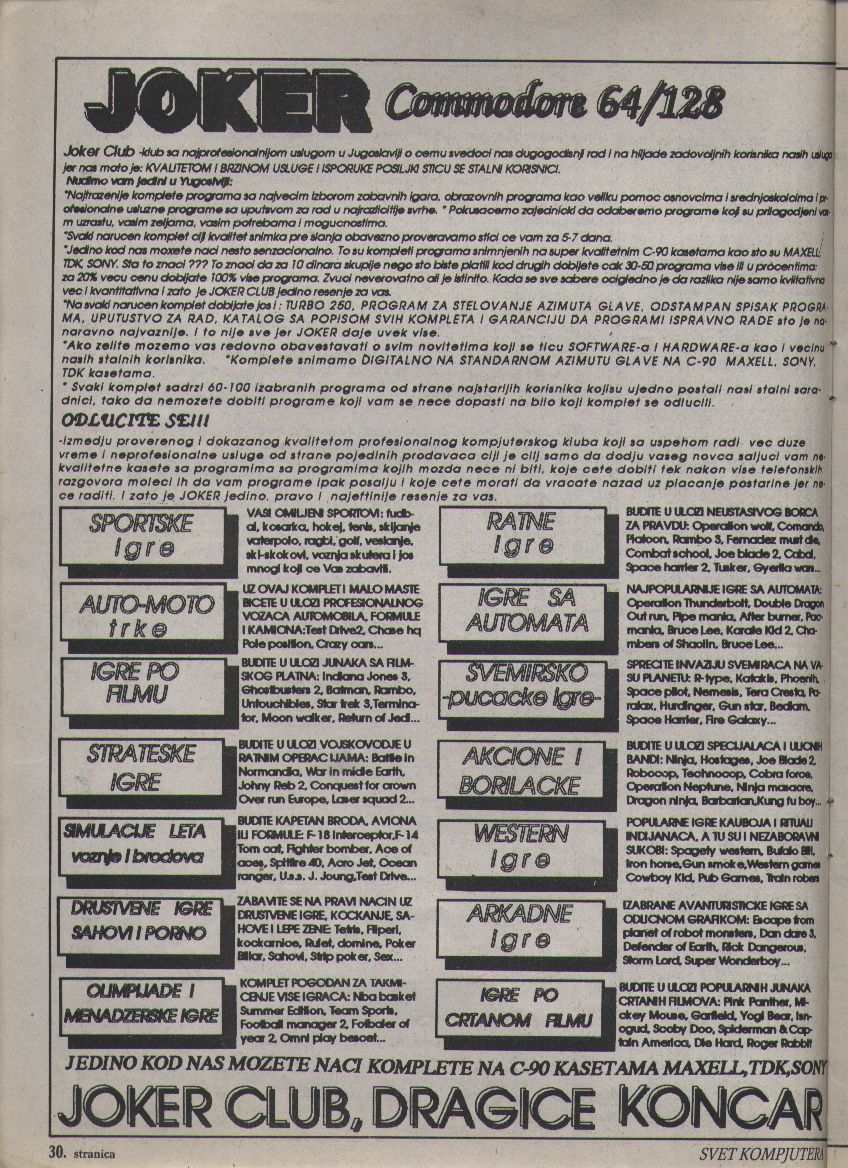 JOKER Commodore 64/128
Joker Club -klub sa najprofesionalnijom uslugom u Jugoslaviji o cemu svedoci nas dugogodisnji rad i na hiljade zadovoljnih korisnika nasih usluga
jer nas moto je: KVALITETOM I BRZINOM USLUGE I ISPORUKE POSILJKI STICU SE STALNI KORISNICI.
Nudimo vam jedini u Yugoslviji:
*Najtrazenije komplete programa sa najvecim izborom zabavnih igara, obrazovnih programa kao veliku pomoc osnovcima i srednjoskolcima i pr-
ofesionalne usluzne programe sa uputsvom za rad u najrazlicitije svrhe. * Pokusacemo zajednicki da odaberemo programe koji su prilagodjeni va-
m uzrastu, vasim zeljama, vasim potrebama i mogucnostima.
*Svaki narucen komplet ciji kvalitet snimka pre slanja obavezno proveravamo stici ce vam za 5-7 dana.
*Jedino kod nas mozete naci nesto senzacionalno. To su kompleti programa snimnjenih na super kvalitetnim C-90 kasetama kao sto su MAXELL,
TDK, SONY. Sta to znaci ??? To znaci da za 10 dinara skuplje nego sto biste platili kod drugih dobijete cak 30-50 programa vise ili u procentima:
za 20% vecu cenu dobijate 100% vise programa. Zvuci neverovatno ali je istinito. Kada se sve sabere ocigledno je da razlika nije samo kvlitativna
vec i kvantitativna i zato je JOKER CLUB jedino resenje za vas.
*Na svaki narucen komplet dobijate jos i : TURBO 250, PROGRAM ZA STELOVANJE AZIMUTA GLAVE, ODSTAMPAN SPISAK PROGRA-
MA, UPUTUSTVO ZA RAD, KATALOG SA POPISOM SVIH KOMPLETA I GARANCIJU DA PROGRAMI ISPRAVNO RADE sto je na-
naravno najvaznije. I to nije sve jer JOKER daje uvek vise.
*Ako zelite mozemo vas redovno obavestavati o svim novitetima koji se ticu SOFTWARE-a i HARDWARE-a kao i vecinu
nasih stalnih korisnika. *Komplete snimamo DIGITALNO NA STANDARNOM AZIMUTU GLAVE NA C-90 MAXELL, SONY,
TDK kasetama.
* Svaki komplet sadrzi 60-100 izabranih programa od strane najstarijih korisnika kojisu ujedno postali nasi stalni sara-
dnici, tako da nemozete dobiti programe koji vam se nece dopasti na bilo koji komplet se odlucili.
ODLUCITE SE!!!
-Izmedju proverenog i dokazanog kvalitetom profesionalnog kompjuterskog kluba koji sa uspehom radi vec duze
vreme i neprofesionalne usluge od strane pojedinih prodavaca ciji je cilj samo da dodju vaseg novca saljuci vam ne-
kvalitetne kasete sa programima sa programima kojih mozda nece ni biti, koje cete dobiti tek nakon vise telefonskih
razgovora moleci ih da vam programe ipak posalju i koje cete morati da vracate nazad uz placanje postarine jer ne-
ce raditi. I zato je JOKER jedino, pravo i najeftinije resenje za vas.
SPORTSKE
igre
VASI OMILJENI SPORTOVI: fudb-
al, kosarka, hokej, tenis, skijanje
vaterpolo, ragbi, golf, veslanje,
ski-skokovi, voznja skutera i jos
mnogi koji ce Vas zabaviti.
AUTO-MOTO
trke
UZ OVAJ KOMPLET I MALO MASTE
BICETE U ULOZI PROFESIONALNOG
VOZACA AUTOMOBILA, FORMULE
I KAMIONA:Test Drive2, Chase hq
Pole position, Crazy cars...
IGRE PO
FILMU
BUDITE U ULOZI JUNAKA SA FILM-
SKOG PLATNA: Indiana Jones 3,
Ghostbusters 2, Batman, Rambo,
Untouchibles, Star trek 3,Termina-
tor, Moon walker, Return of Jedi...
STRATESKE
IGRE
BUDITE U ULOZI VOJSKOVODJE U
RATNIM OPERACIJAMA: Battle in
Normandia, War in midle Earth,
Johny Reb 2, Conquest for crown
Over run Europe, Laser squad 2...
SIMULACIJE LETA
voznje i brodova
BUDITE KAPETAN BRODA, AVIONA
ILI FORMULE: F-18 Interceptor,F-14
Tom cat, Fighter bomber, Ace of
aces, Spitfire 40, Acro Jet, Ocean
ranger, U.s.s. J. Joung,Test Drive...
DRUSTVENE IGRE
SAHOVI I PORNO
ZABAVITE SE NA PRAVI NACIN UZ
DRUSTVENE IGRE, KOCKANJE, SA-
HOVE I LEPE ZENE: Tetris, Fliperi,
kockarnice, Rulet, domine, Poker
Biliar, Sahovi, Strip poker, Sex...
OLIMPIJADE I
MENADZERSKE IGRE
KOMPLET POGODAN ZA TAKMI-
CENJE VISE IGRACA: Nba basket
Summer Edition, Team Sports,
Football manager 2, Fotbaler of
year 2, Omni play besoet...
RATNE
igre
BUDITE U ULOZI NEUSTASIVOG BORCA
ZA PRAVDU: Operation wolf, Comando,
Platoon, Rambo 3, Fernadez must die,
Combat school, Joe blade 2, Cabal,
Space harrier 2, Tusker, Gyerila war...
IGRE SA
AUTOMATA
NAJPOPULARNIJE IGRE SA AUTOMATA:
Operation Thunderbolt, Double Dragon
Out run, Pipe mania, After burner, Pac-
mania, Bruce Lee, Karate Kid 2, Cha-
mbers of Shaolin, Bruce Lee...
SVEMIRSKO
-pucacke igre-
SPRECITE INVAZIJU SVEMIRACA NA VA-
SU PLANETU: R-type, Katakis, Phoenih,
Space pilot, Nemesis, Tera Cresta, Pa-
ralax, Hurdinger, Gun star, Bedlam,
Space Harrier, Fire Galaxy...
AKCIONE I
BORILACKE
BUDITE U ULOZI SPECIJALACA I ULICNIH
BANDI: Ninja, Hostages, Joe Blade 2,
Robocop, Technocop, Cobra force,
Operation Neptune, Ninja masacre,
Dragon ninja, Barbarian,Kung fu boy...
WESTERN
igre
POPULARNE IGRE KAUBOJA I RITUALI
INDIJANACA, A TU SU I NEZABORAVNI
SUKOBI: Spagety western, Bufalo Bill,
Iron horse,Gun smoke,Western games
Cowboy Kid, Pub Games, Train robers
ARKADNE
igre
IZABRANE AVANTURISTICKE IGRE SA
ODLICNOM GRAFIKOM: Escape from
planet of robot monsters, Dan dare 3,
Defender of Earth, Rick Dangerous,
Storm Lord, Super Wonderboy...
IGRE PO
CRTANOM FILMU
BUDITE U ULOZI POPULARNIH JUNAKA
CRTANIH FILMOVA: Pink Panther, Mi-
ckey Mouse, Garfield, Yogi Bear, Isn-
ogud, Scoby Doo, Spiderman & Cap-
tain America, Die Hard, Roger Rabbit
JEDINO KOD NAS MOZETE NACI KOMPLETE NA C-90 KASETAMA MAXELL,TDK,SONY
JOKER CLUB, DRAGICE KONCAR
30. stranica
SVET KOMPJUTERA